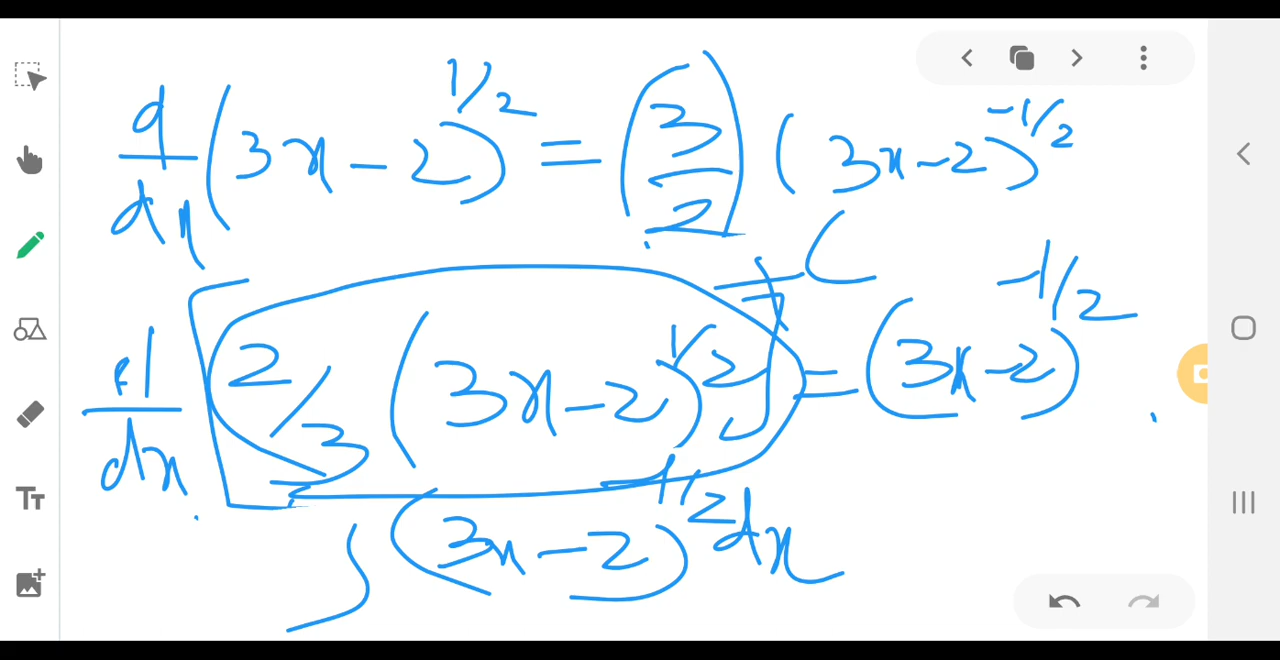 d/dx (3x-2)^1/2 = (3/2) (3x-2)^-1/2
d/dx [2/3 (3x-2)^1/2] = (3x-2)^-1/2
∫ (3x-2)^1/2 dx